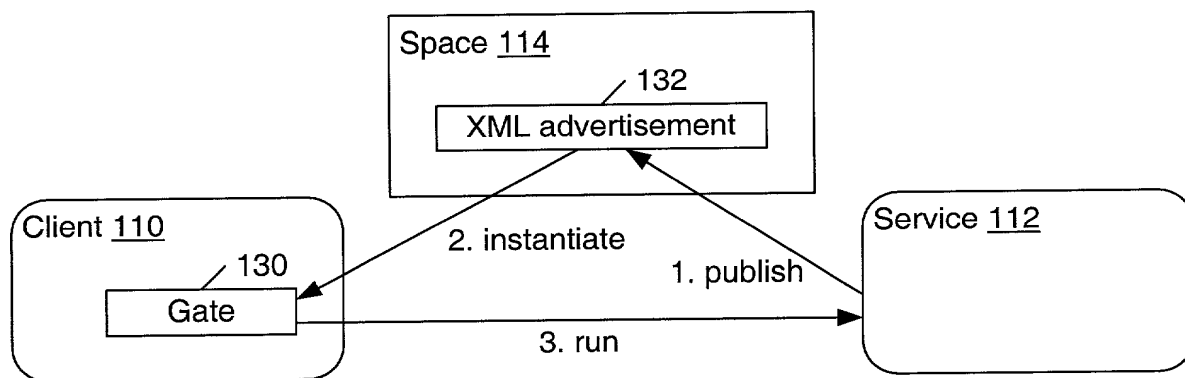 Space 114
132
XML advertisement
Client 110
2. instantiate
Service 112
130
1. publish
Gate
3. run